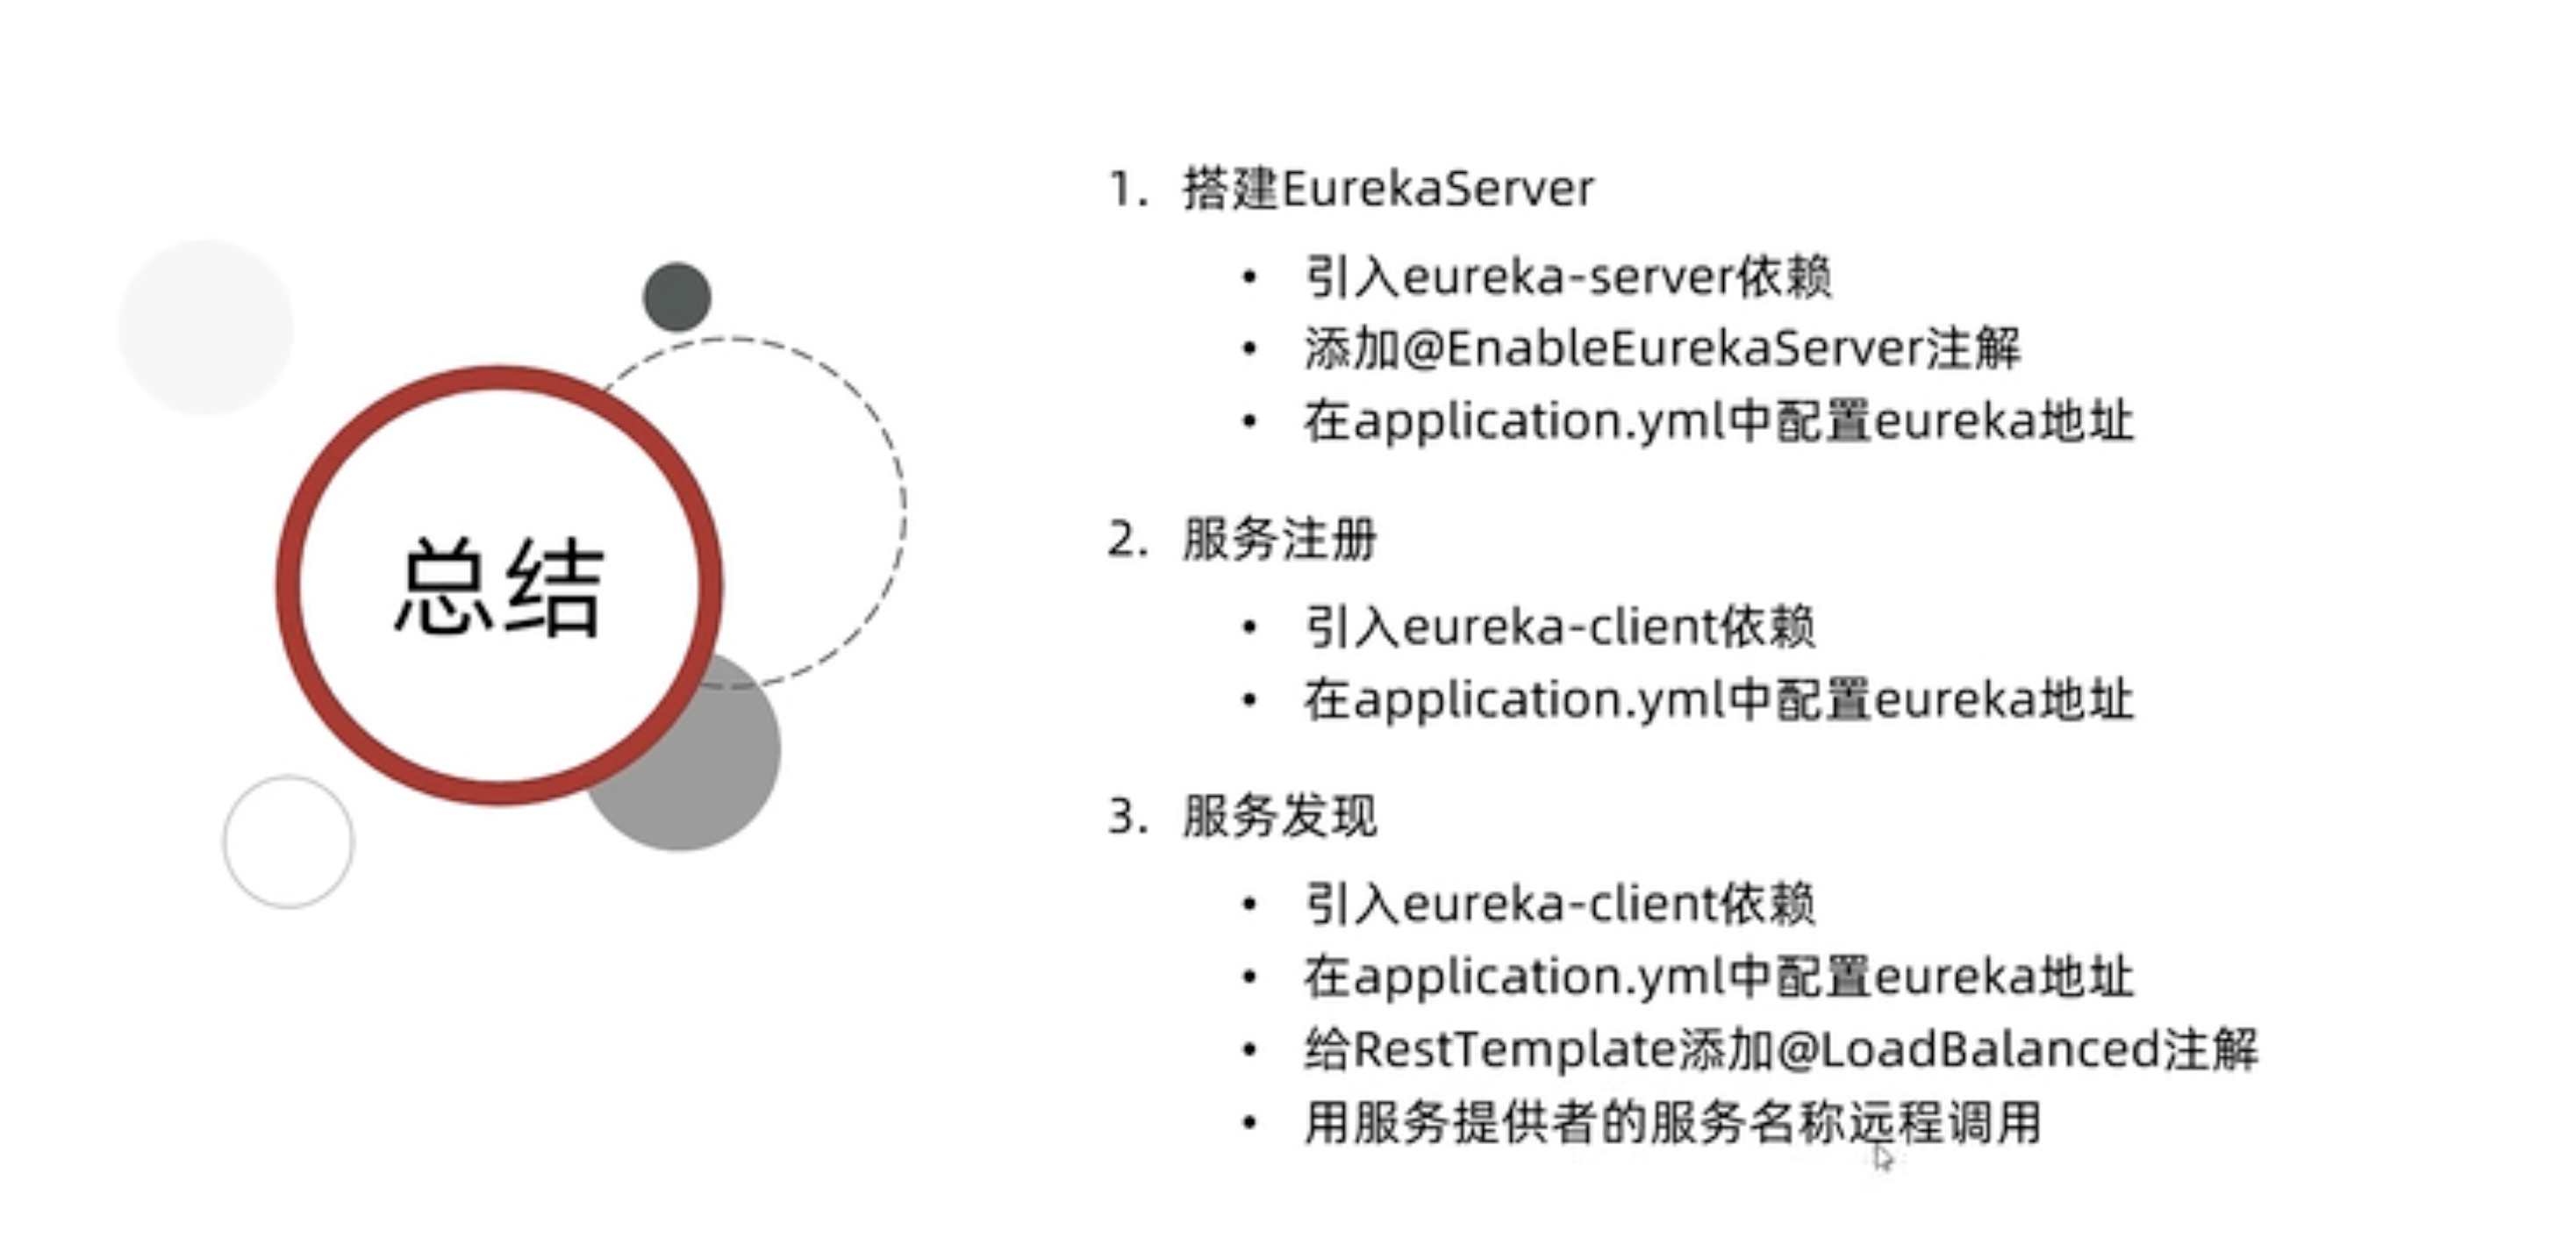 总结
1. 搭建EurekaServer
• 引入eureka-server依赖
• 添加@EnableEurekaServer注解
• 在application.yml中配置eureka地址
2. 服务注册
• 引入eureka-client依赖
• 在application.yml中配置eureka地址
3. 服务发现
• 引入eureka-client依赖
• 在application.yml中配置eureka地址
• 给RestTemplate添加@LoadBalanced注解
• 用服务提供者的服务名称远程调用